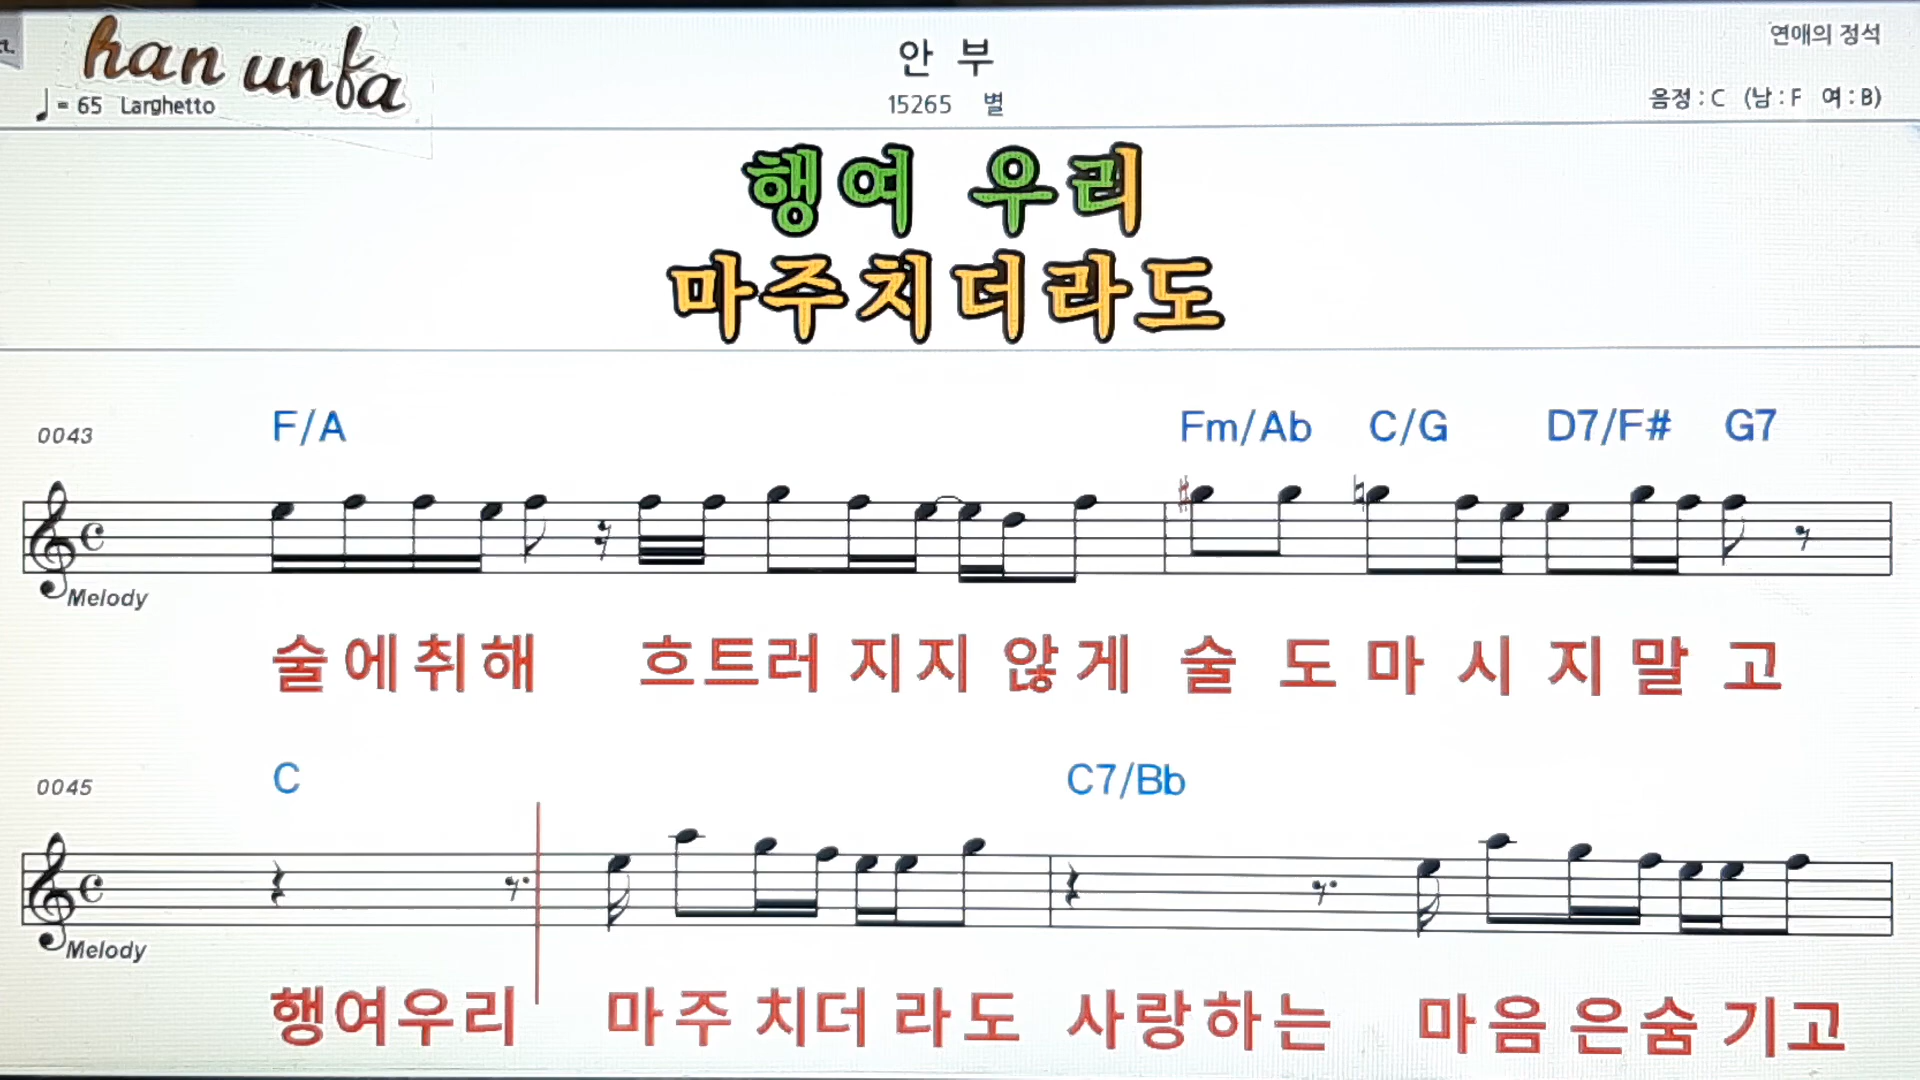 han unfa
안 부
연애의 정석
♩= 65 Larghetto
15265 별
음정 : C (남 : F 여 : B)
행여 우리
마주치더라도
0043 F/A Fm/Ab C/G D7/F# G7
Melody
술에취해 흐트러 지지 않게 술 도 마 시 지 말 고
0045 C C7/Bb
Melody
행여우리 마주 치더 라도 사랑하는 마음 은숨 기고